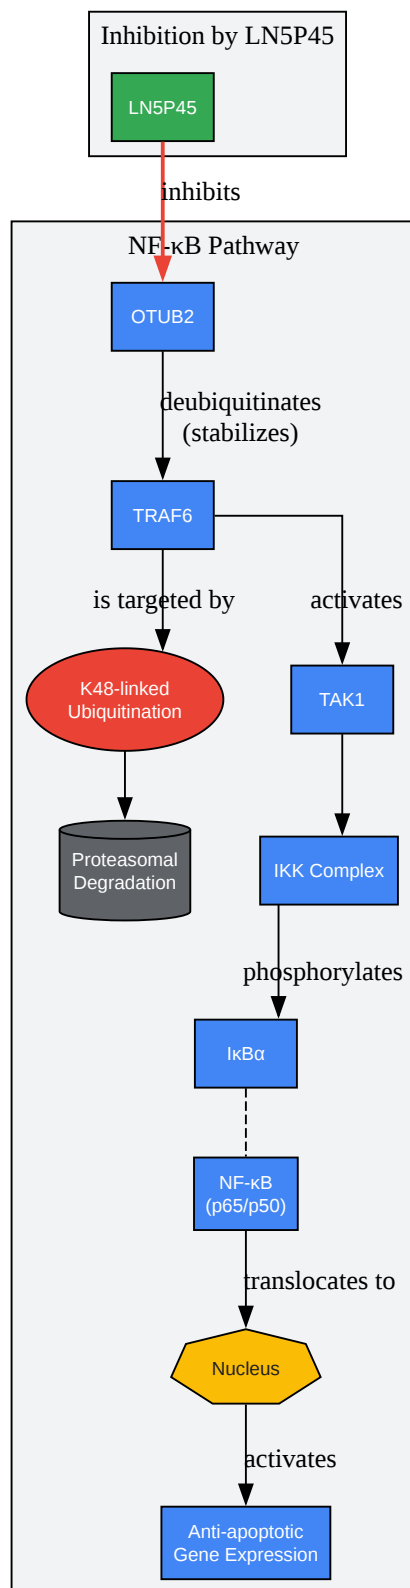 Inhibition by LN5P45
LN5P45
inhibits
NF-κB Pathway
OTUB2
deubiquitinates
(stabilizes)
TRAF6
is targeted by
activates
K48-linked
Ubiquitination
TAK1
Proteasomal
Degradation
IKK Complex
phosphorylates
IκBα
NF-κB
(p65/p50)
translocates to
Nucleus
activates
Anti-apoptotic
Gene Expression